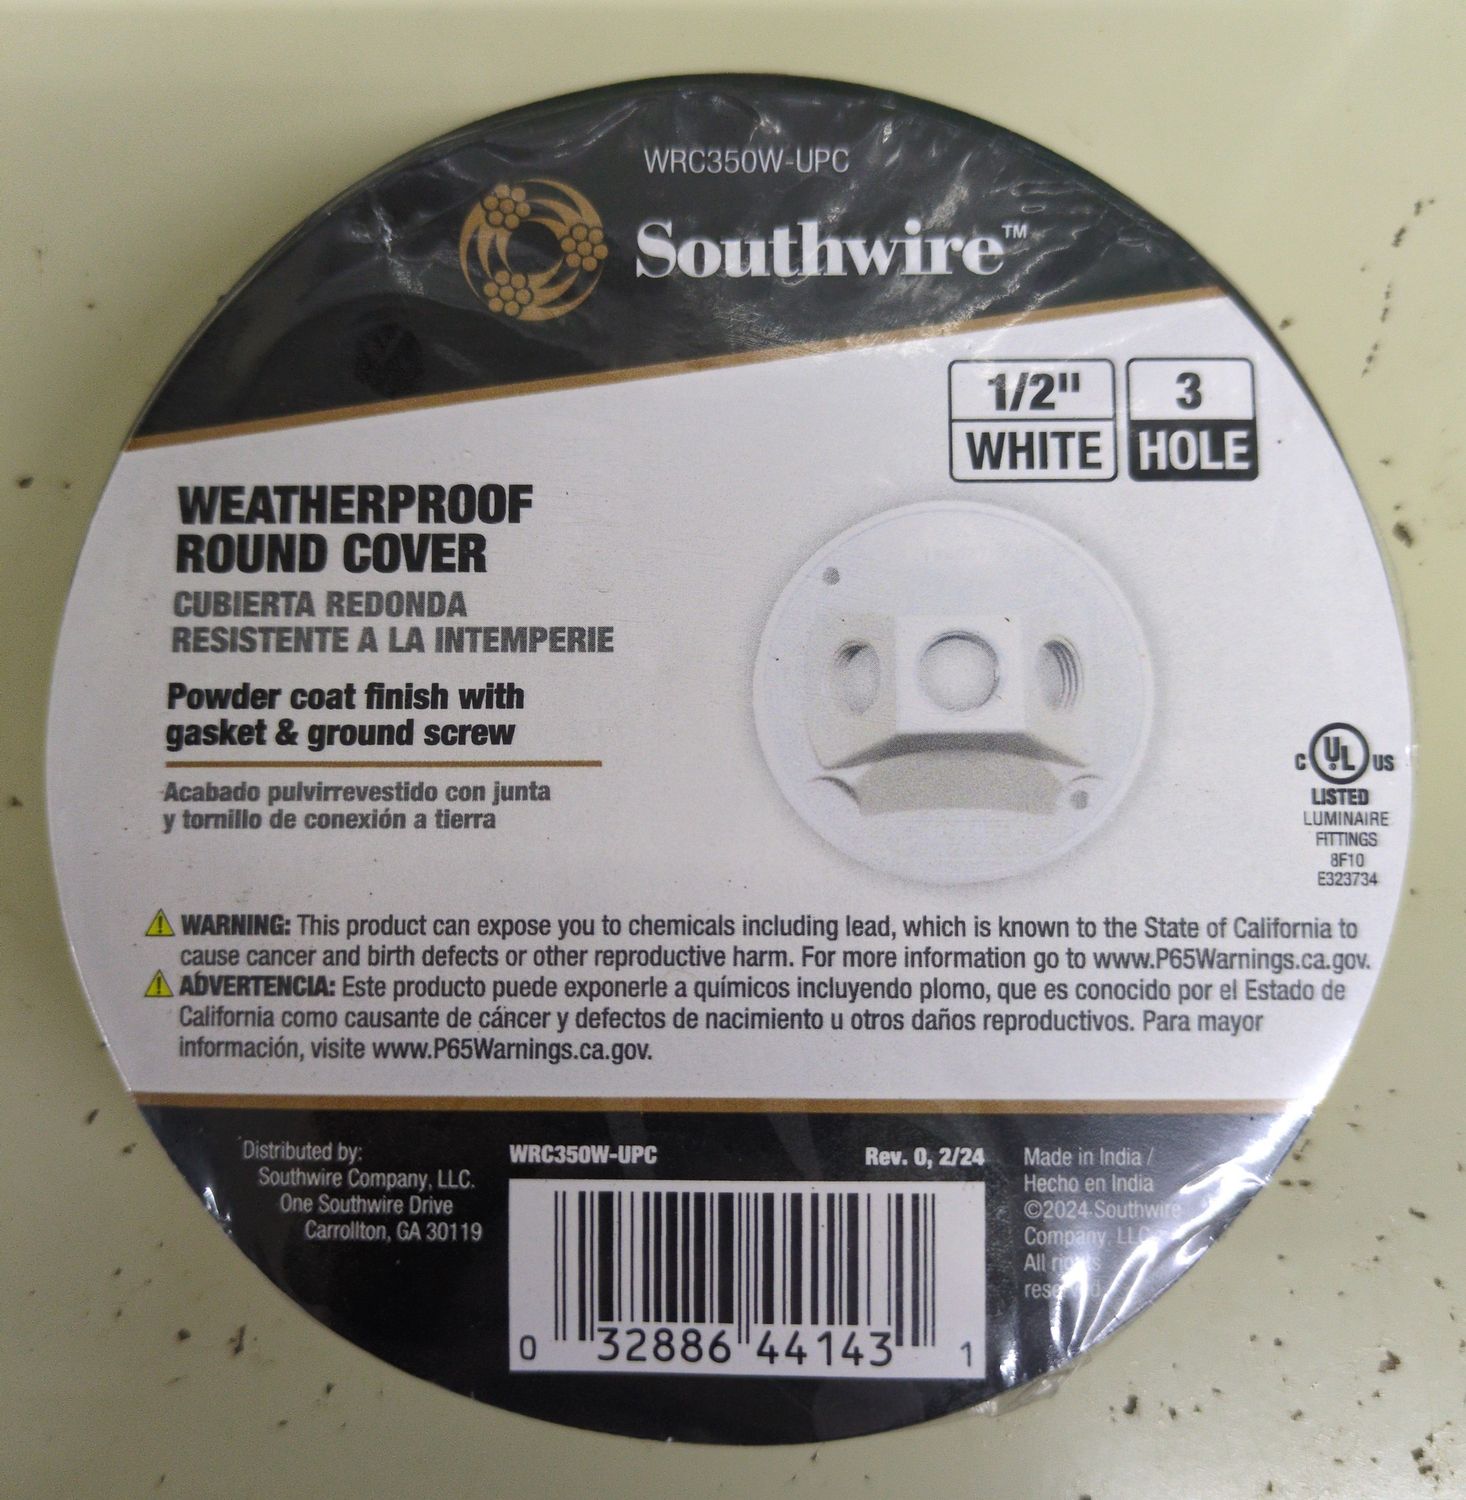 WRC350W-UPC
Southwire™
1/2" WHITE
3 HOLE
WEATHERPROOF
ROUND COVER
CUBIERTA REDONDA
RESISTENTE A LA INTEMPERIE
Powder coat finish with
gasket & ground screw
Acabado pulvirrevestido con junta
y tornillo de conexión a tierra
C UL US
LISTED
LUMINAIRE
FITTINGS
8F10
E323734
WARNING: This product can expose you to chemicals including lead, which is known to the State of California to
cause cancer and birth defects or other reproductive harm. For more information go to www.P65Warnings.ca.gov.
ADVERTENCIA: Este producto puede exponerle a químicos incluyendo plomo, que es conocido por el Estado de
California como causante de cáncer y defectos de nacimiento u otros daños reproductivos. Para mayor
información, visite www.P65Warnings.ca.gov.
Distributed by:
Southwire Company, LLC.
One Southwire Drive
Carrollton, GA 30119
WRC350W-UPC Rev. 0, 2/24
0 32886 44143 1
Made in India /
Hecho en India
©2024 Southwire
Company, LLC
All rights
reserved